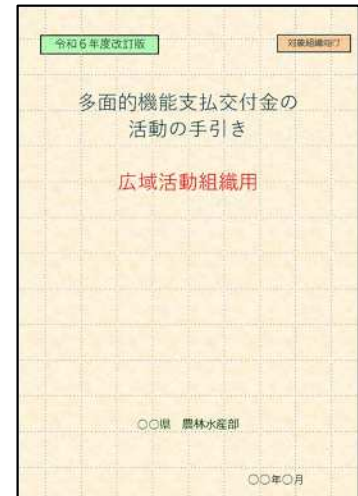 令和６年度改訂版
対象組織向け
多面的機能支払交付金の
活動の手引き
広域活動組織用
○○県　農林水産部
○○年○月